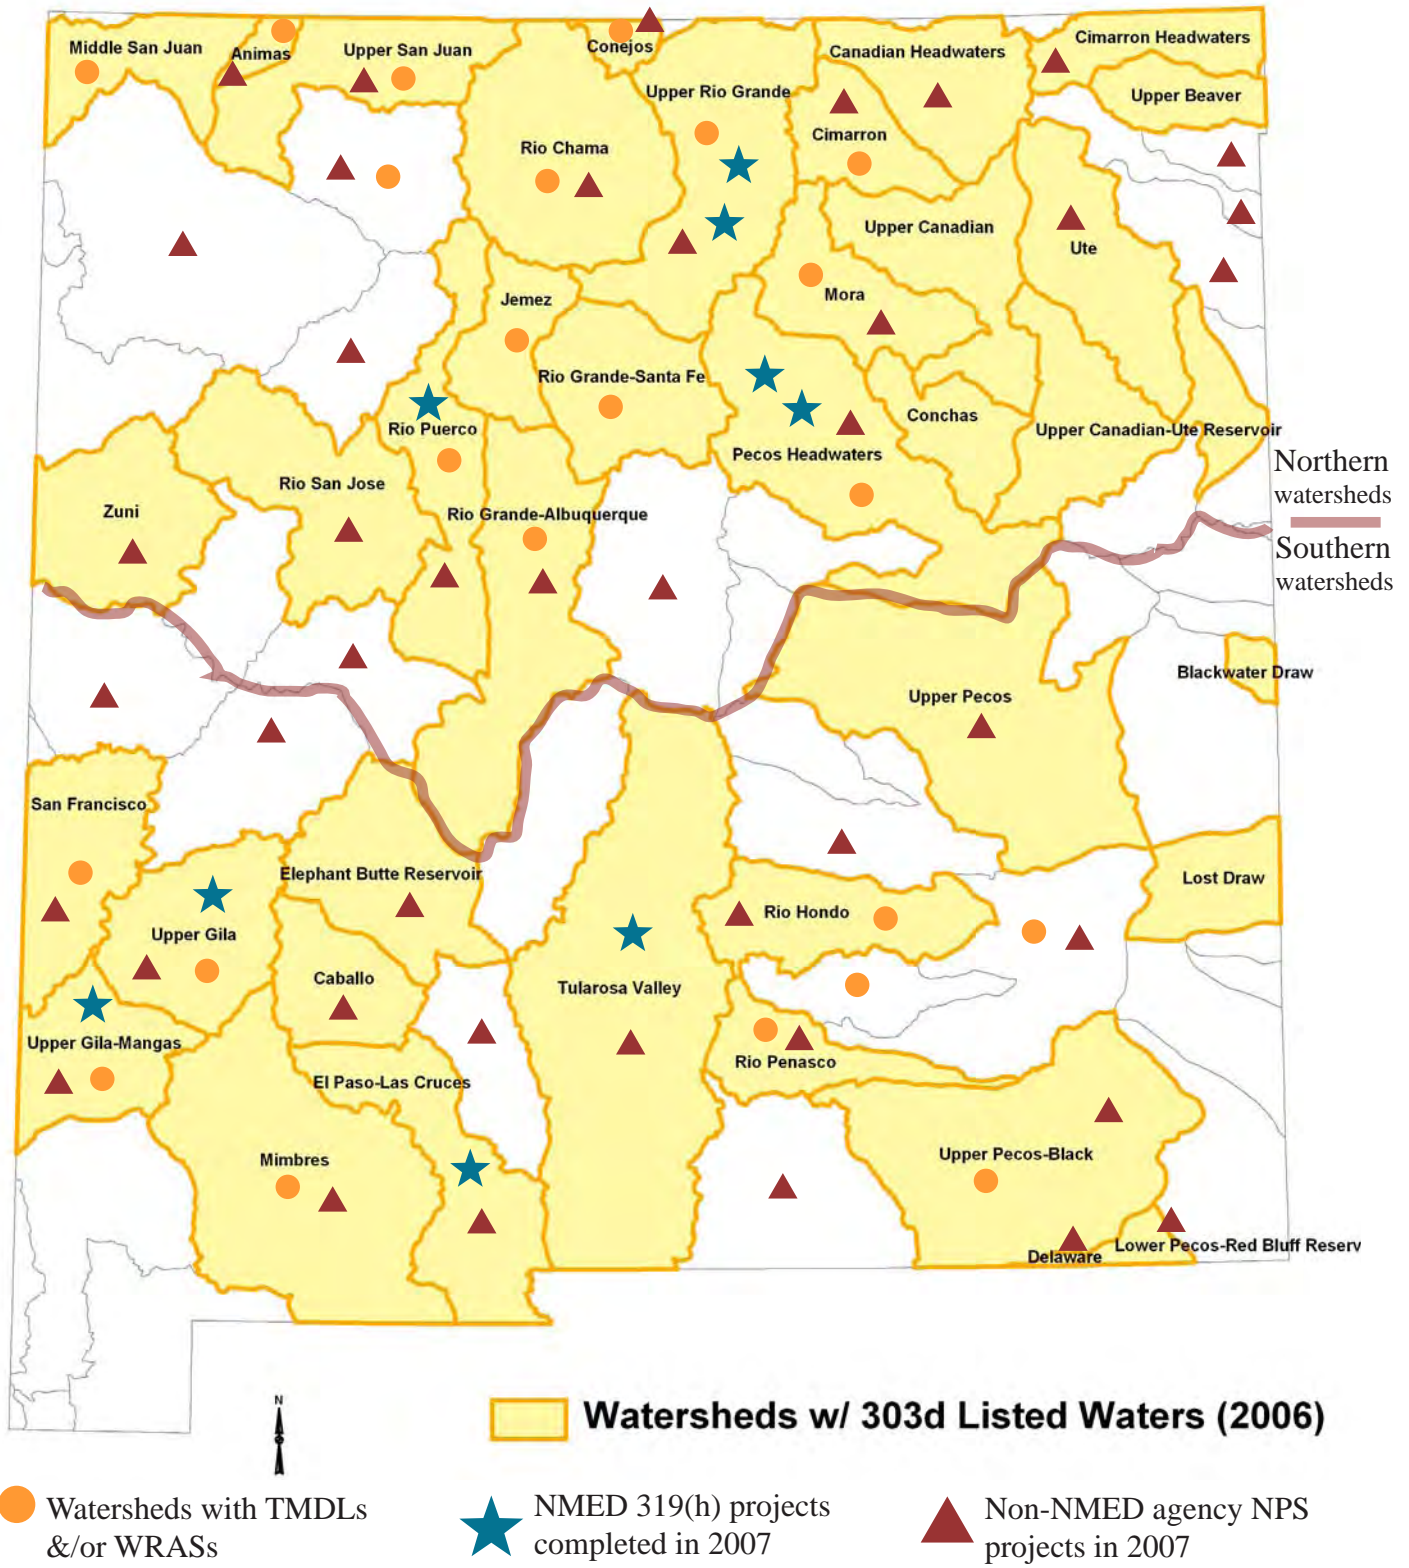 Middle San Juan
Animas
Upper San Juan
Conejos
Canadian Headwaters
Cimarron Headwaters
Upper Rio Grande
Upper Beaver
Cimarron
Rio Chama
Upper Canadian
Ute
Mora
Jemez
Rio Grande-Santa Fe
Conchas
Rio Puerco
Upper Canadian-Ute Reservoir
Pecos Headwaters
Northern
watersheds
Southern
watersheds
Rio San Jose
Zuni
Rio Grande-Albuquerque
Blackwater Draw
Upper Pecos
San Francisco
Elephant Butte Reservoir
Lost Draw
Rio Hondo
Upper Gila
Caballo
Tularosa Valley
Upper Gila-Mangas
Rio Penasco
El Paso-Las Cruces
Mimbres
Upper Pecos-Black
Lower Pecos-Red Bluff Reserv
Delaware
N
Watersheds w/ 303d Listed Waters (2006)
Watersheds with TMDLs
&/or WRASs
NMED 319(h) projects
completed in 2007
Non-NMED agency NPS
projects in 2007